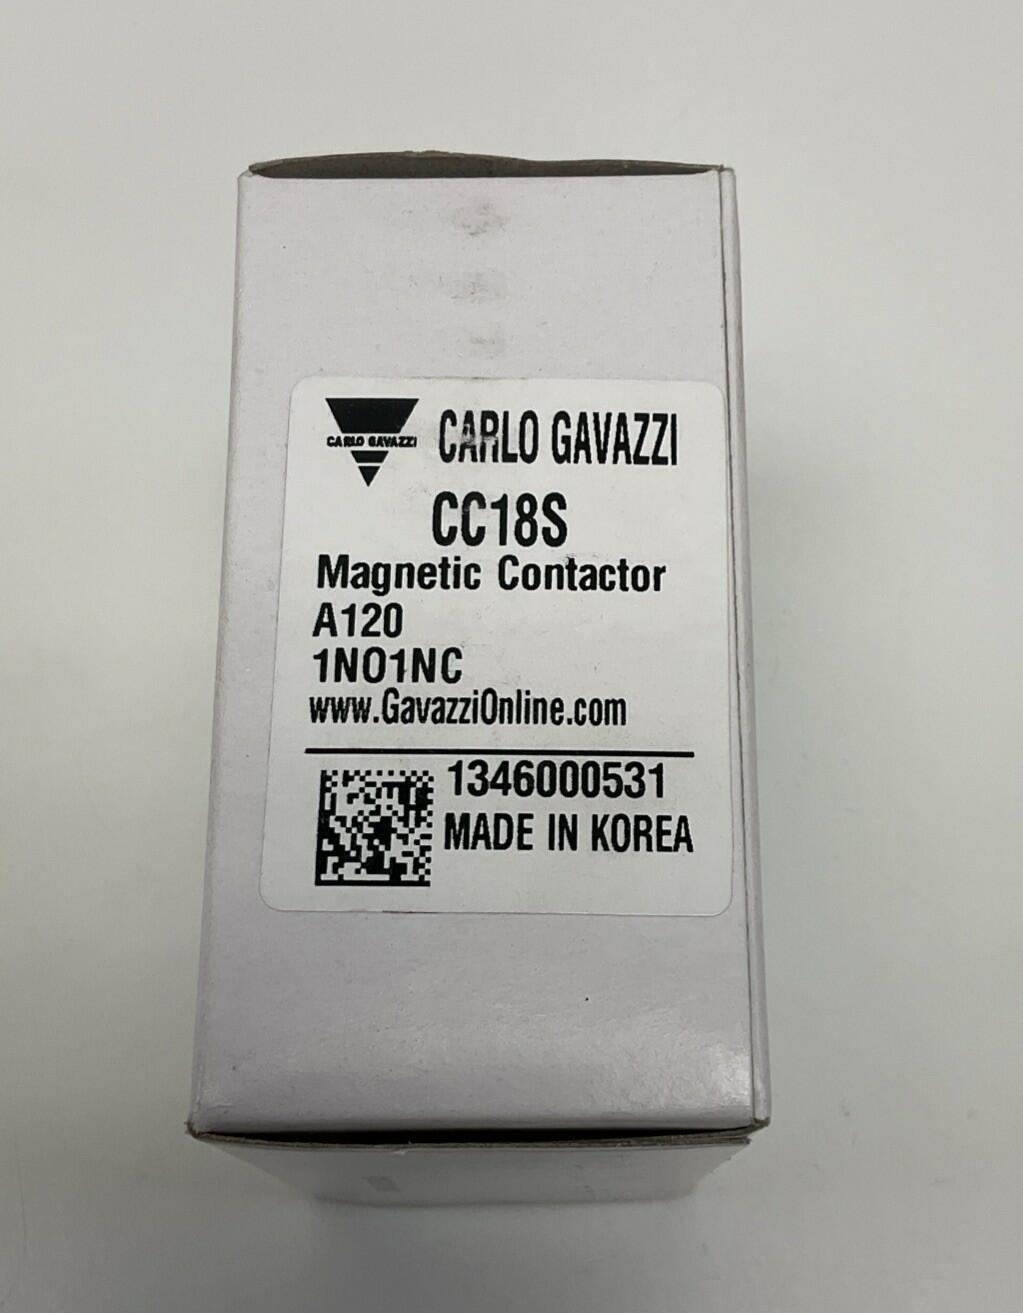 CARLO GAVAZZI
CARLO GAVAZZI
CC18S
Magnetic Contactor
A120
1NO1NC
www.GavazziOnline.com
1346000531
MADE IN KOREA